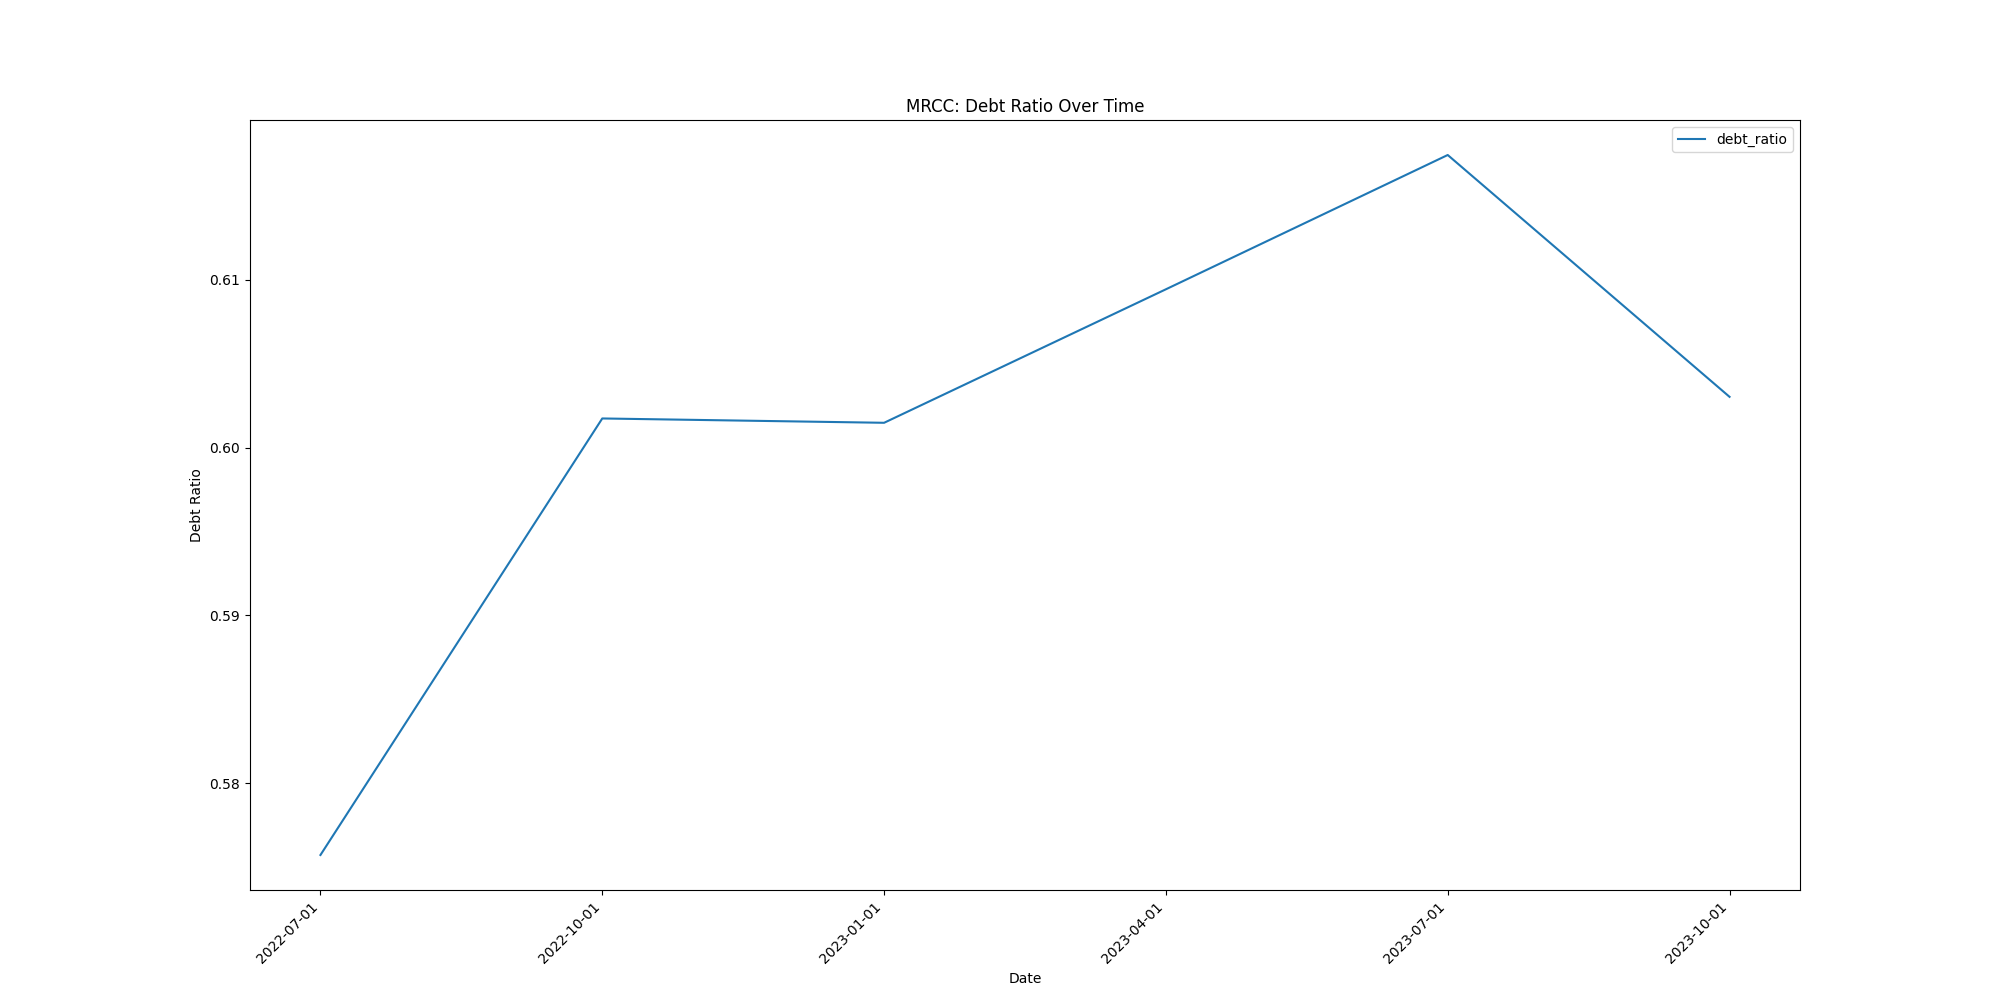 MRCC: Debt Ratio Over Time
debt_ratio
0.61
0.60
0.59
0.58
Debt Ratio
2022-07-01
2022-10-01
2023-01-01
2023-04-01
2023-07-01
2023-10-01
Date